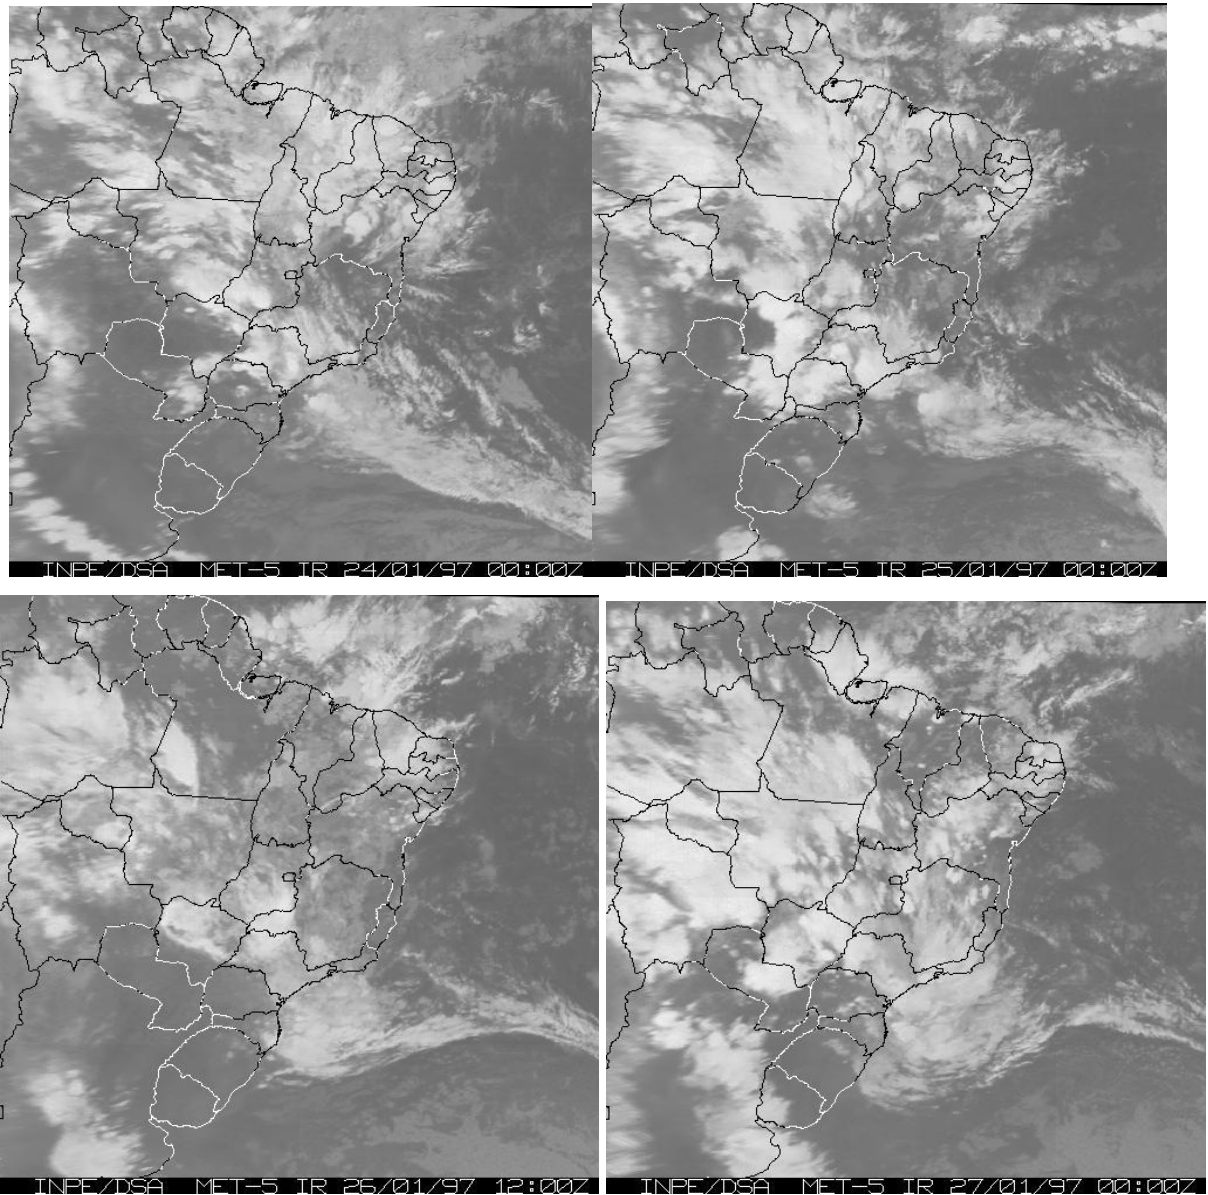 INPE/DSA MET-5 IR 24/01/97 00:00Z
INPE/DSA MET-5 IR 25/01/97 00:00Z
INPE/DSA MET-5 IR 26/01/97 12:00Z
INPE/DSA MET-5 IR 27/01/97 00:00Z